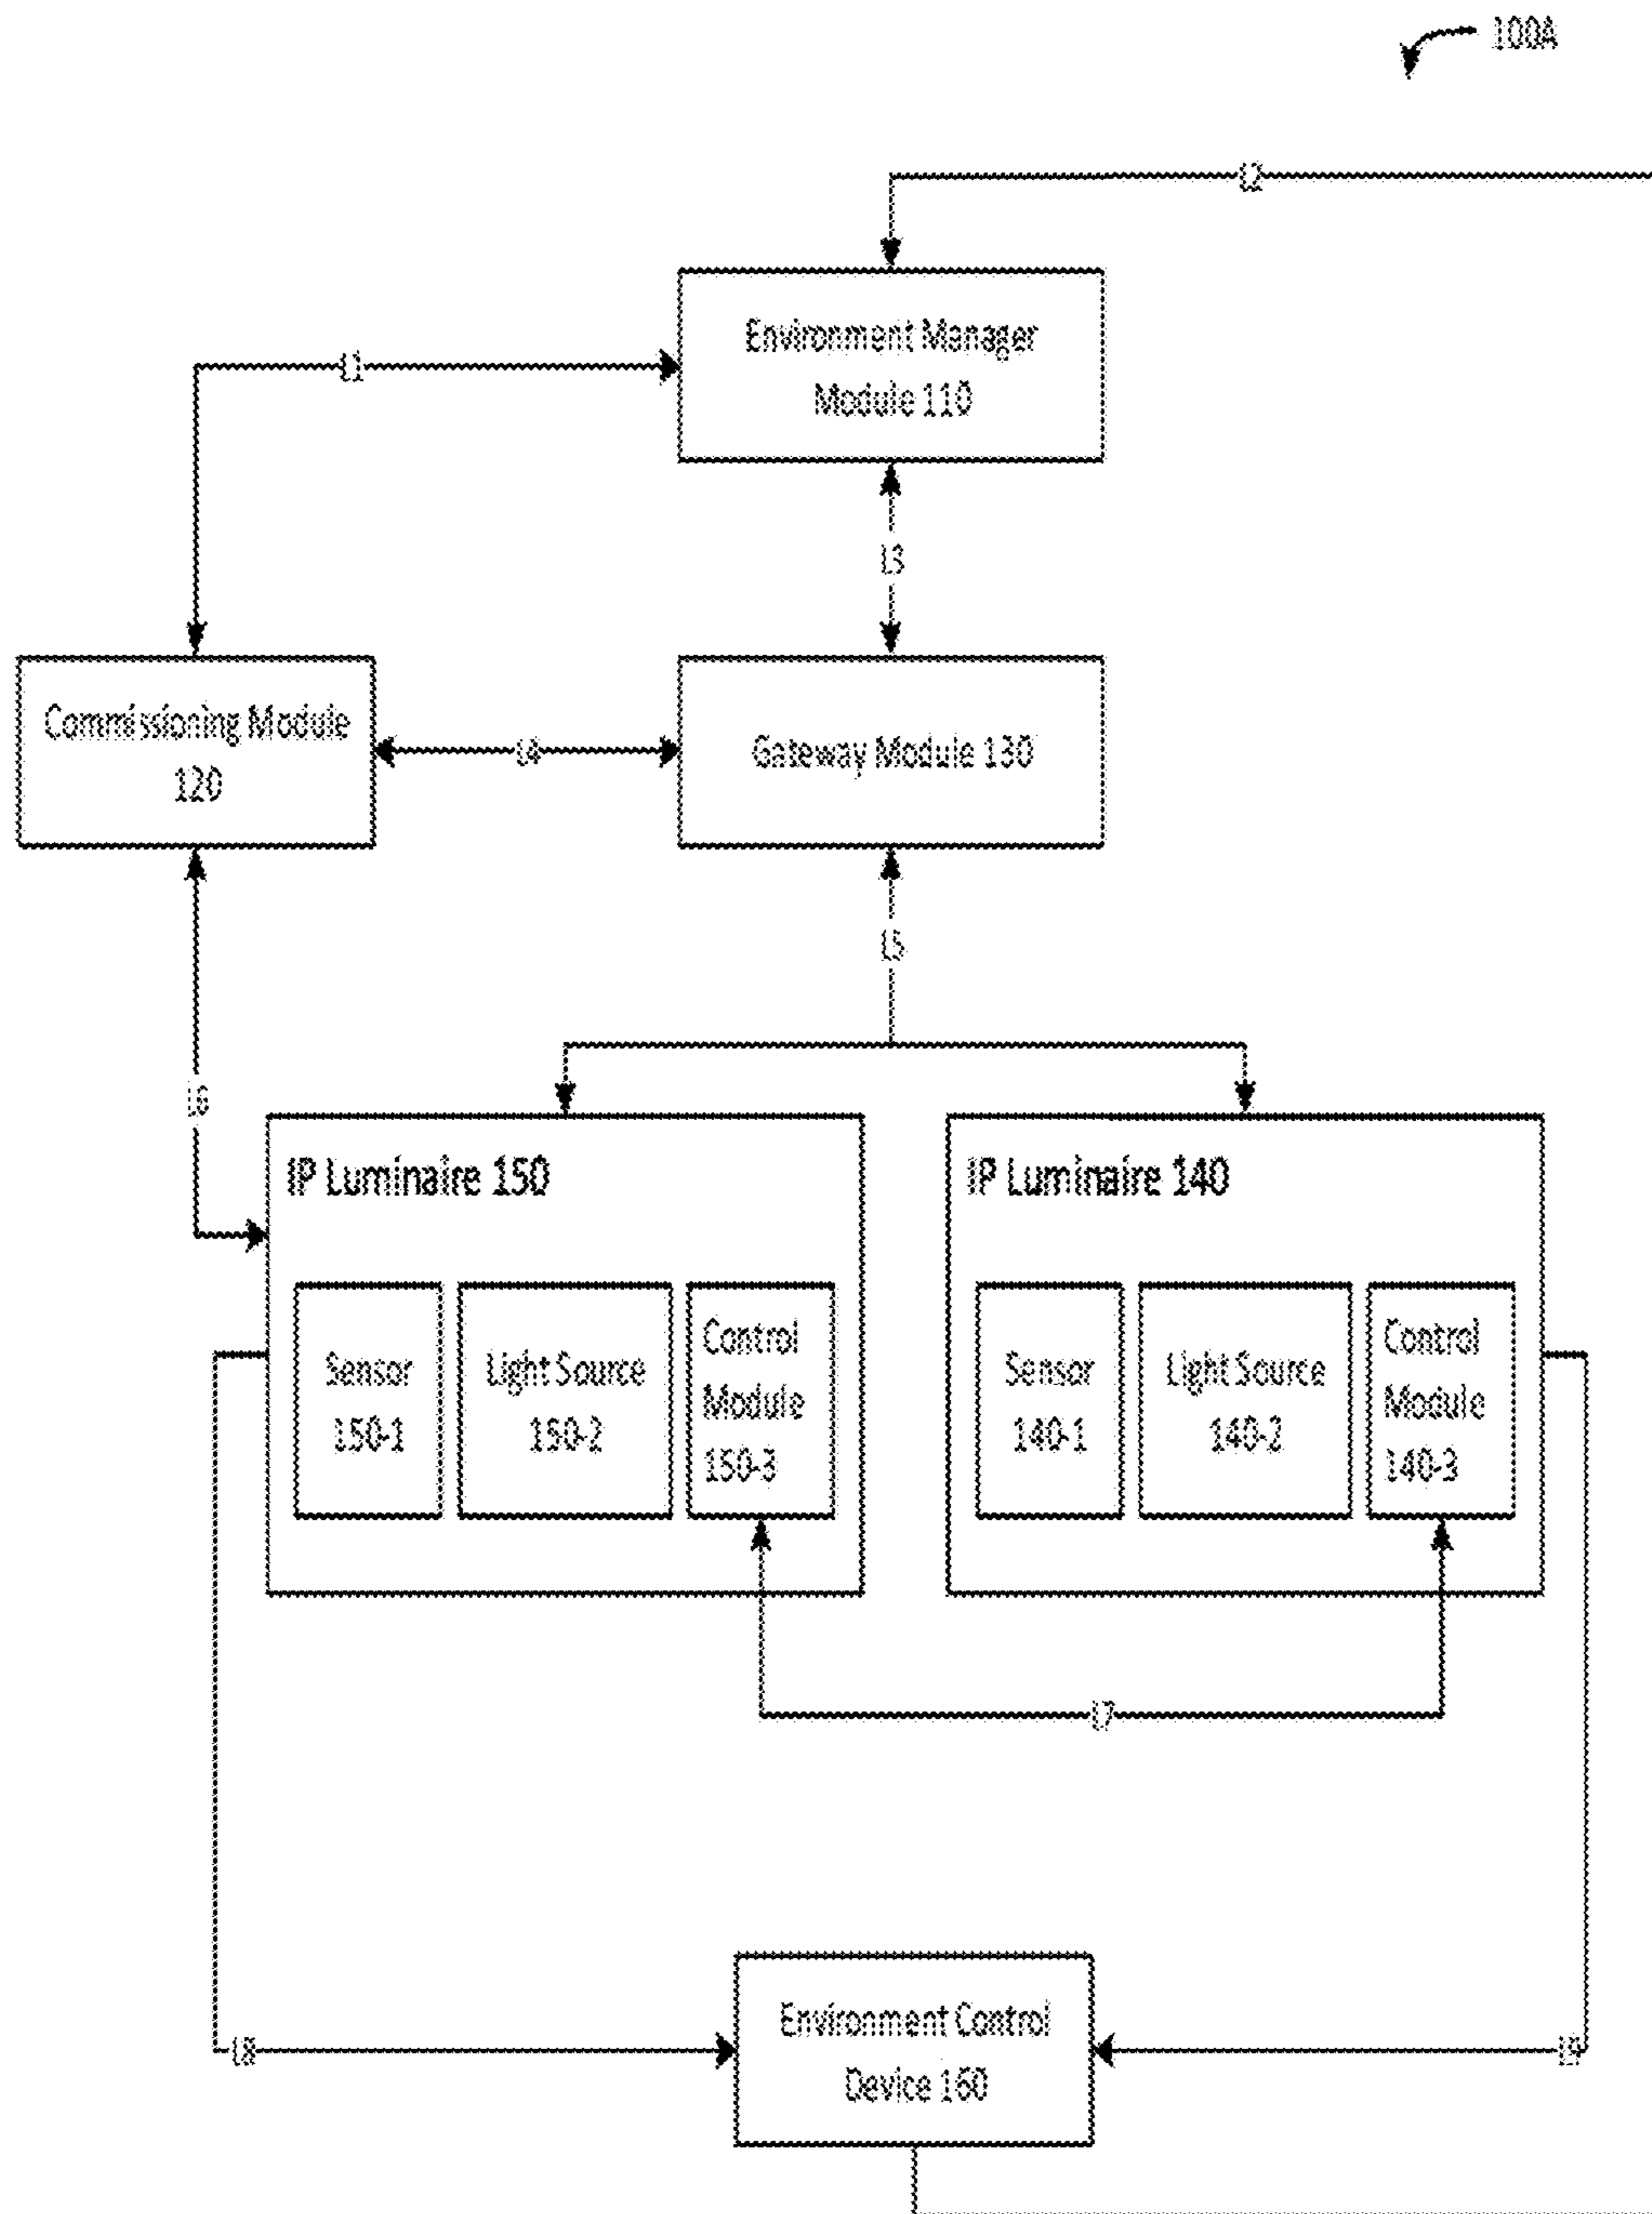 100A
L2
Environment Manager
Module 110
L1
L3
Commissioning Module
120
L4
Gateway Module 130
L5
L6
IP Luminaire 150
IP Luminaire 140
Sensor
150-1
Light Source
150-2
Control
Module
150-3
Sensor
140-1
Light Source
140-2
Control
Module
140-3
L7
Environment Control
Device 160
L8
L9